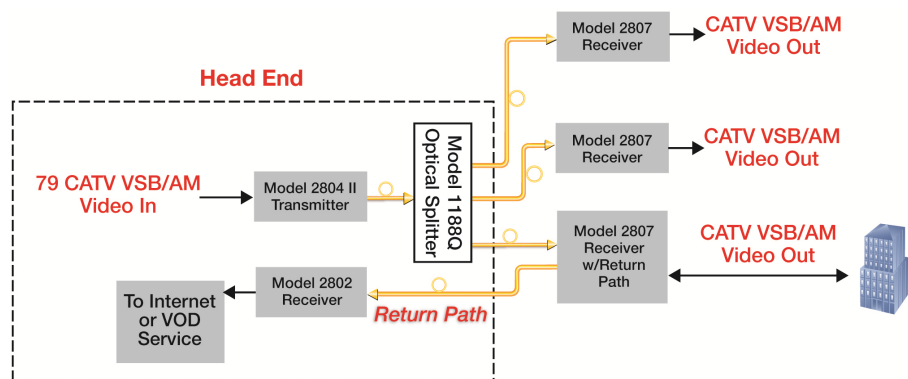 Head End
79 CATV VSB/AM
Video In
Model 2804 II
Transmitter
Model 1188Q
Optical Splitter
Model 2807
Receiver
CATV VSB/AM
Video Out
Model 2807
Receiver
CATV VSB/AM
Video Out
Model 2807
Receiver
w/Return
Path
CATV VSB/AM
Video Out
Return Path
Model 2802
Receiver
To Internet
or VOD
Service